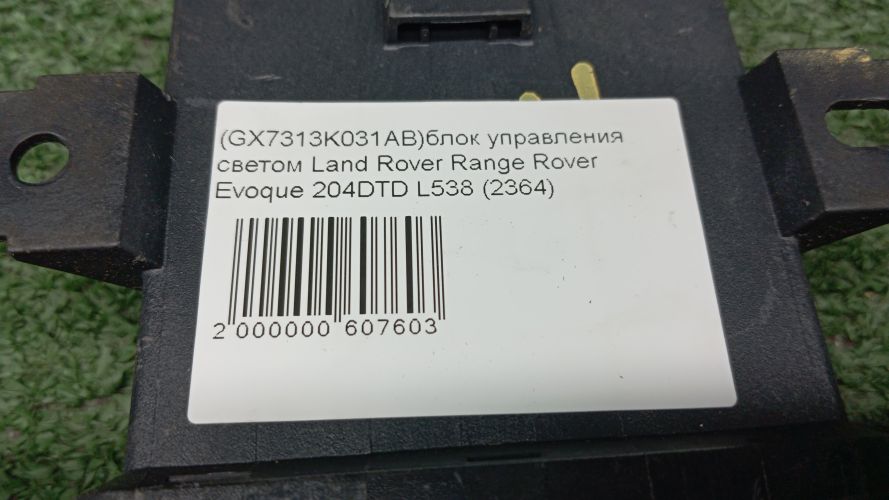 (GX7313K031AB)блок управления
светом Land Rover Range Rover
Evoque 204DTD L538 (2364)
2 000000 607603